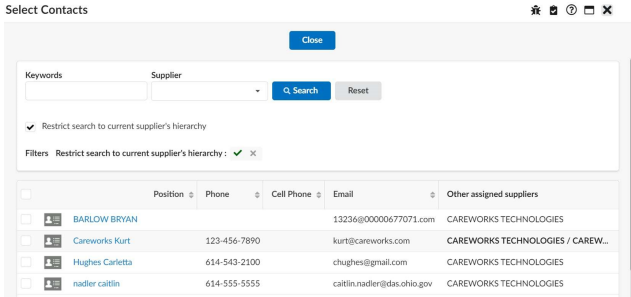 Select Contacts
Close
Keywords Supplier
Search Reset
Restrict search to current supplier's hierarchy
Filters Restrict search to current supplier's hierarchy :
Position Phone Cell Phone Email Other assigned suppliers
BARLOW BRYAN 13236@00000677071.com CAREWORKS TECHNOLOGIES
Careworks Kurt 123-456-7890 kurt@careworks.com CAREWORKS TECHNOLOGIES / CAREW...
Hughes Carletta 614-543-2100 chughes@gmail.com CAREWORKS TECHNOLOGIES
nadler caitlin 614-555-5555 caitlin.nadler@das.ohio.gov CAREWORKS TECHNOLOGIES